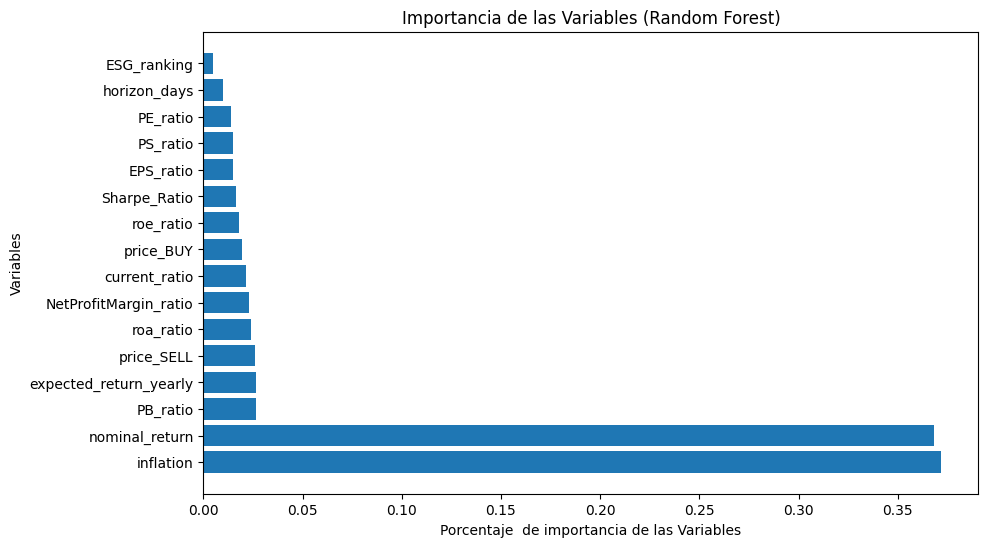 Importancia de las Variables (Random Forest)
Variables
ESG_ranking
horizon_days
PE_ratio
PS_ratio
EPS_ratio
Sharpe_Ratio
roe_ratio
price_BUY
current_ratio
NetProfitMargin_ratio
roa_ratio
price_SELL
expected_return_yearly
PB_ratio
nominal_return
inflation
0.00 0.05 0.10 0.15 0.20 0.25 0.30 0.35
Porcentaje  de importancia de las Variables